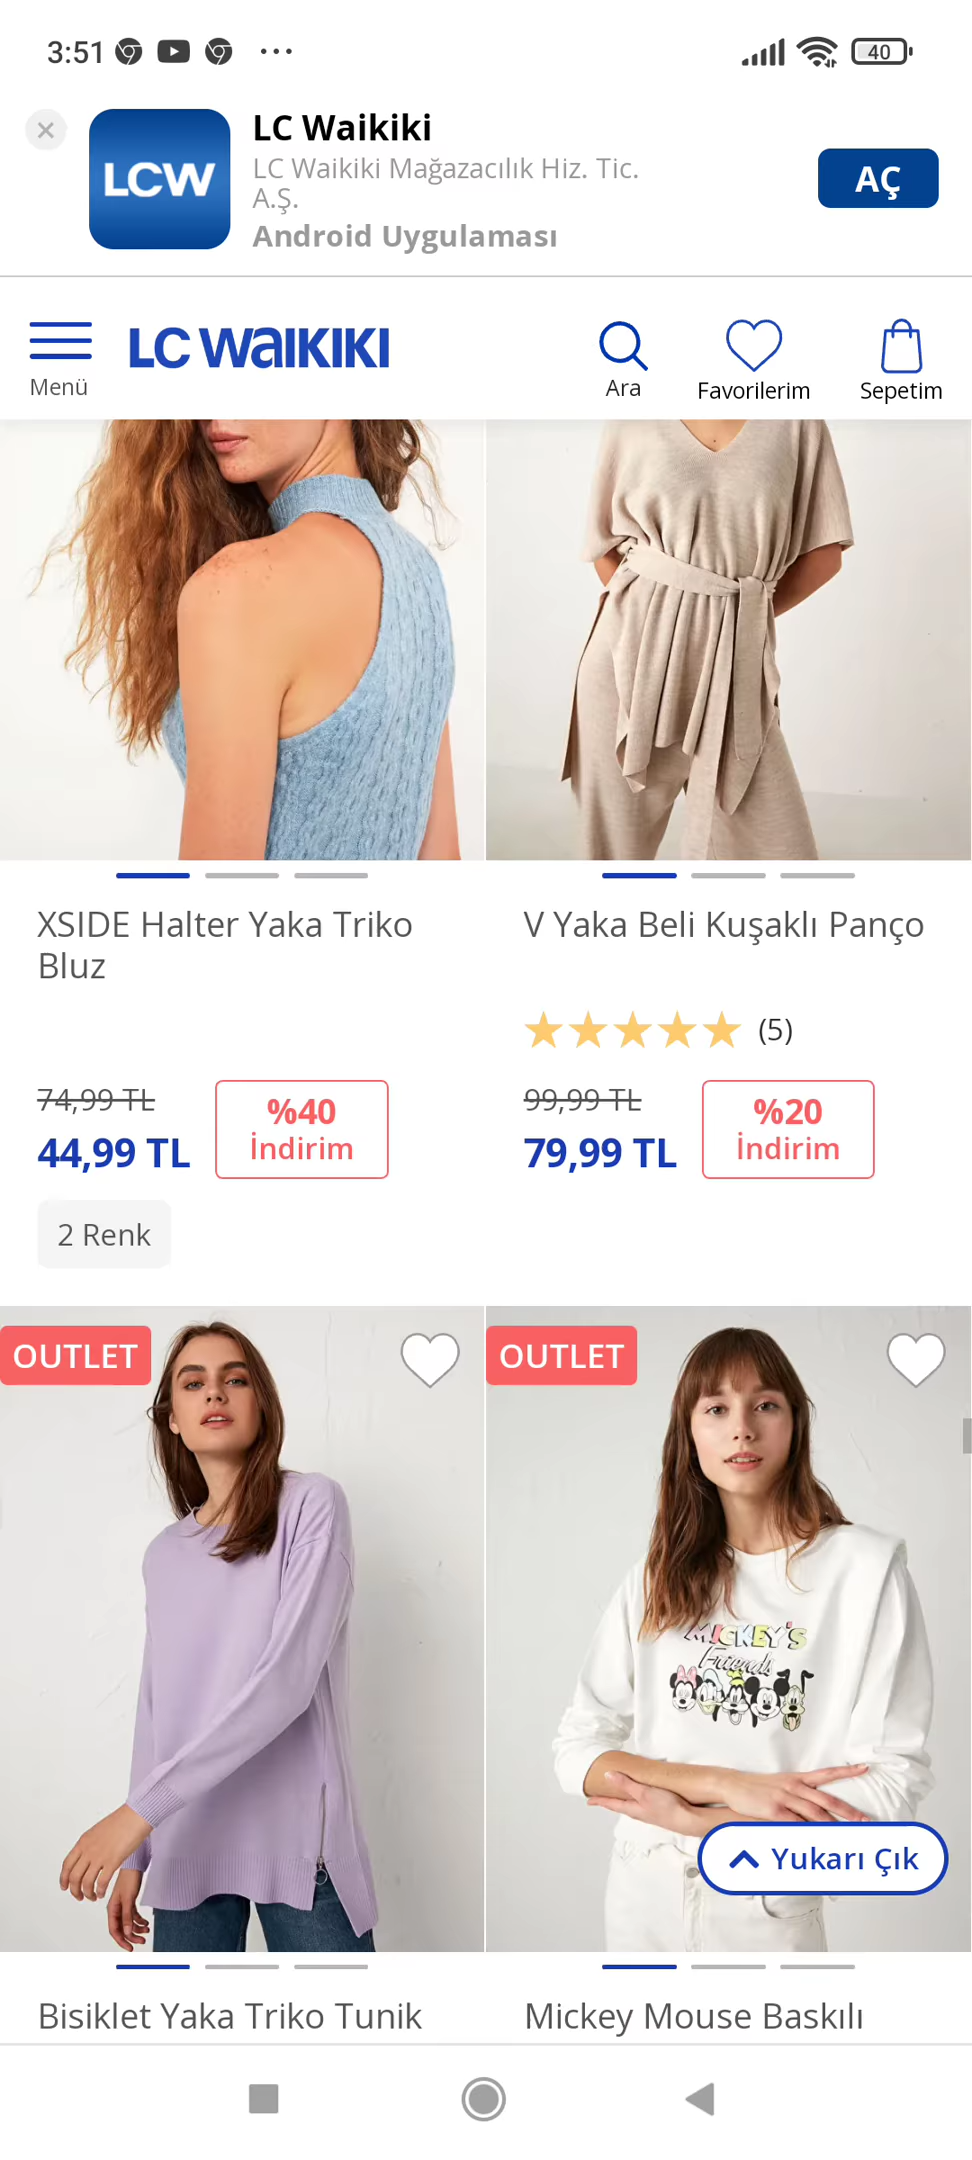 3:51
40
LCW
LC Waikiki
LC Waikiki Mağazacılık Hiz. Tic.
A.Ş.
Android Uygulaması
AÇ
Menü
LC WAIKIKI
Ara
Favorilerim
Sepetim
XSIDE Halter Yaka Triko
Bluz
74,99 TL
44,99 TL
%40
İndirim
2 Renk
V Yaka Beli Kuşaklı Panço
(5)
99,99 TL
79,99 TL
%20
İndirim
OUTLET
OUTLET
MICKEY'S
Friends
Yukarı Çık
Bisiklet Yaka Triko Tunik
Mickey Mouse Baskılı